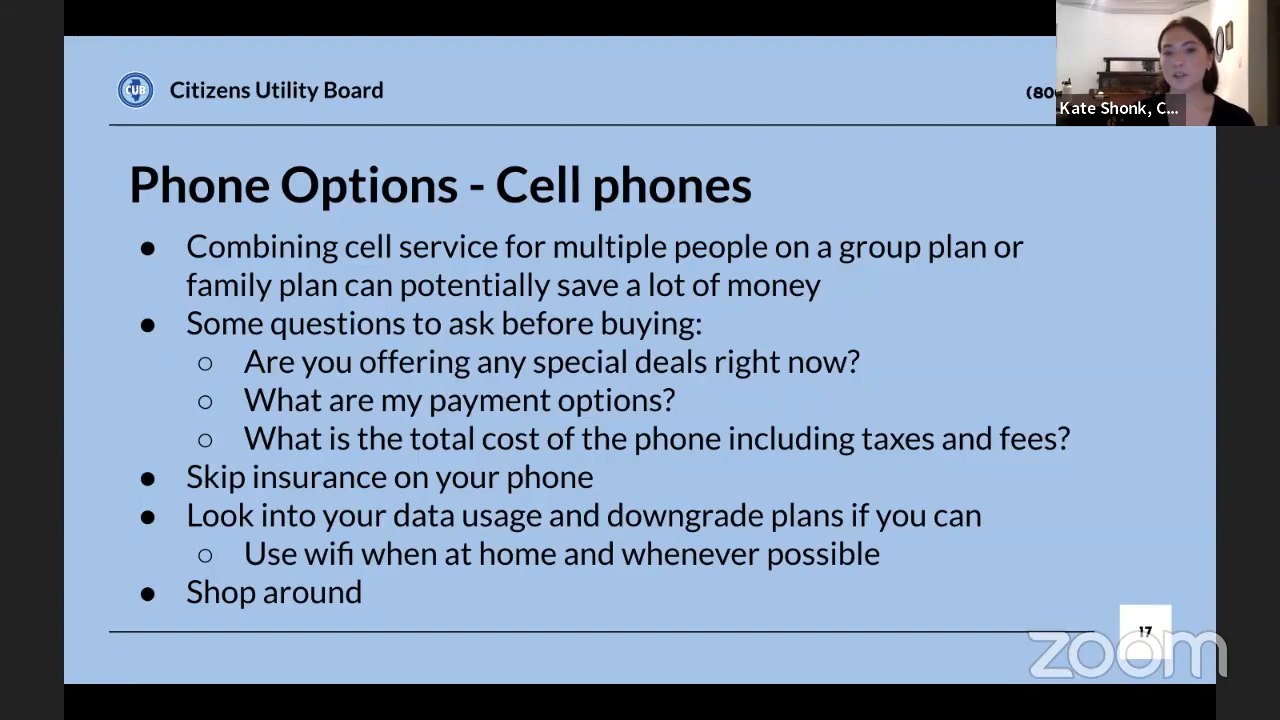 CUB
Citizens Utility Board
(80
Kate Shonk, C...
Phone Options - Cell phones
● Combining cell service for multiple people on a group plan or
family plan can potentially save a lot of money
● Some questions to ask before buying:
○ Are you offering any special deals right now?
○ What are my payment options?
○ What is the total cost of the phone including taxes and fees?
● Skip insurance on your phone
● Look into your data usage and downgrade plans if you can
○ Use wifi when at home and whenever possible
● Shop around
17
zoom